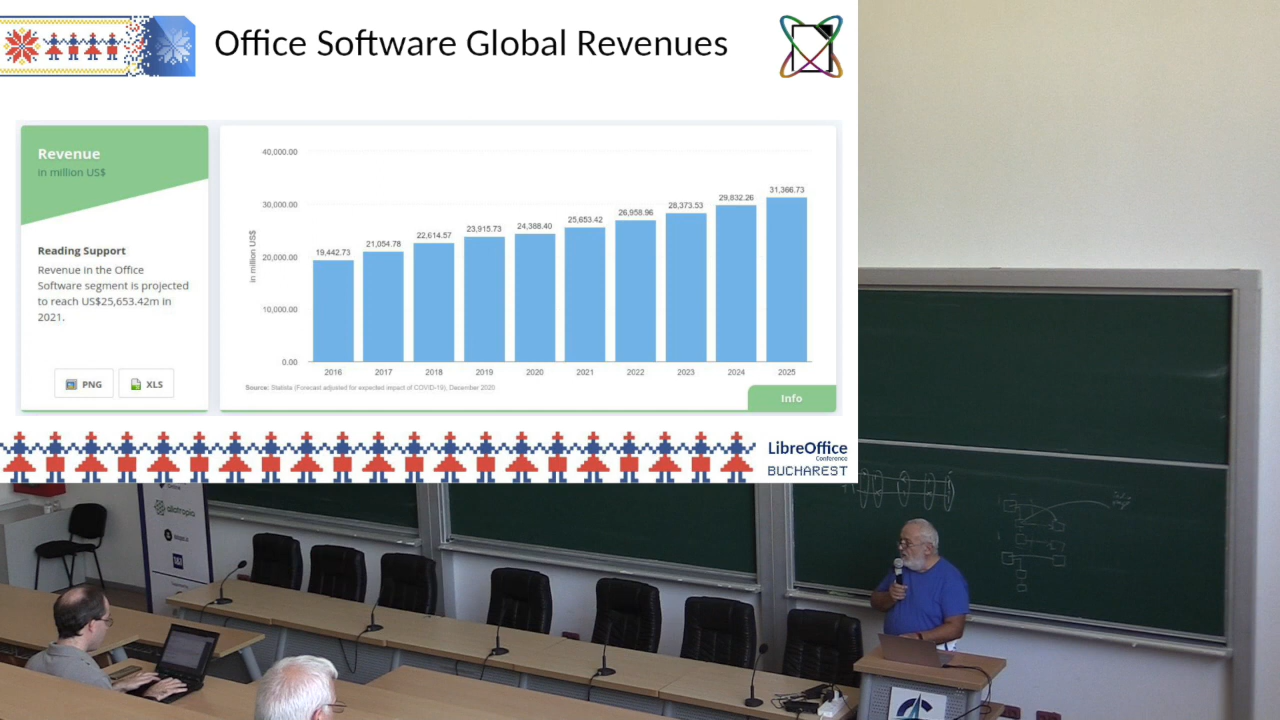 Office Software Global Revenues
Revenue
in million US$
Reading Support
Revenue in the Office
Software segment is projected
to reach US$25,653.42m in
2021.
PNG
XLS
in million US$
40,000.00
30,000.00
20,000.00
10,000.00
0.00
19,442.73
21,054.78
22,614.57
23,915.73
24,388.40
25,653.42
26,958.96
28,373.53
29,832.26
31,366.73
2016
2017
2018
2019
2020
2021
2022
2023
2024
2025
Source: Statista (Forecast adjusted for expected impact of COVID-19), December 2020
Info
LibreOffice
Conference
BUCHAREST
allotropia